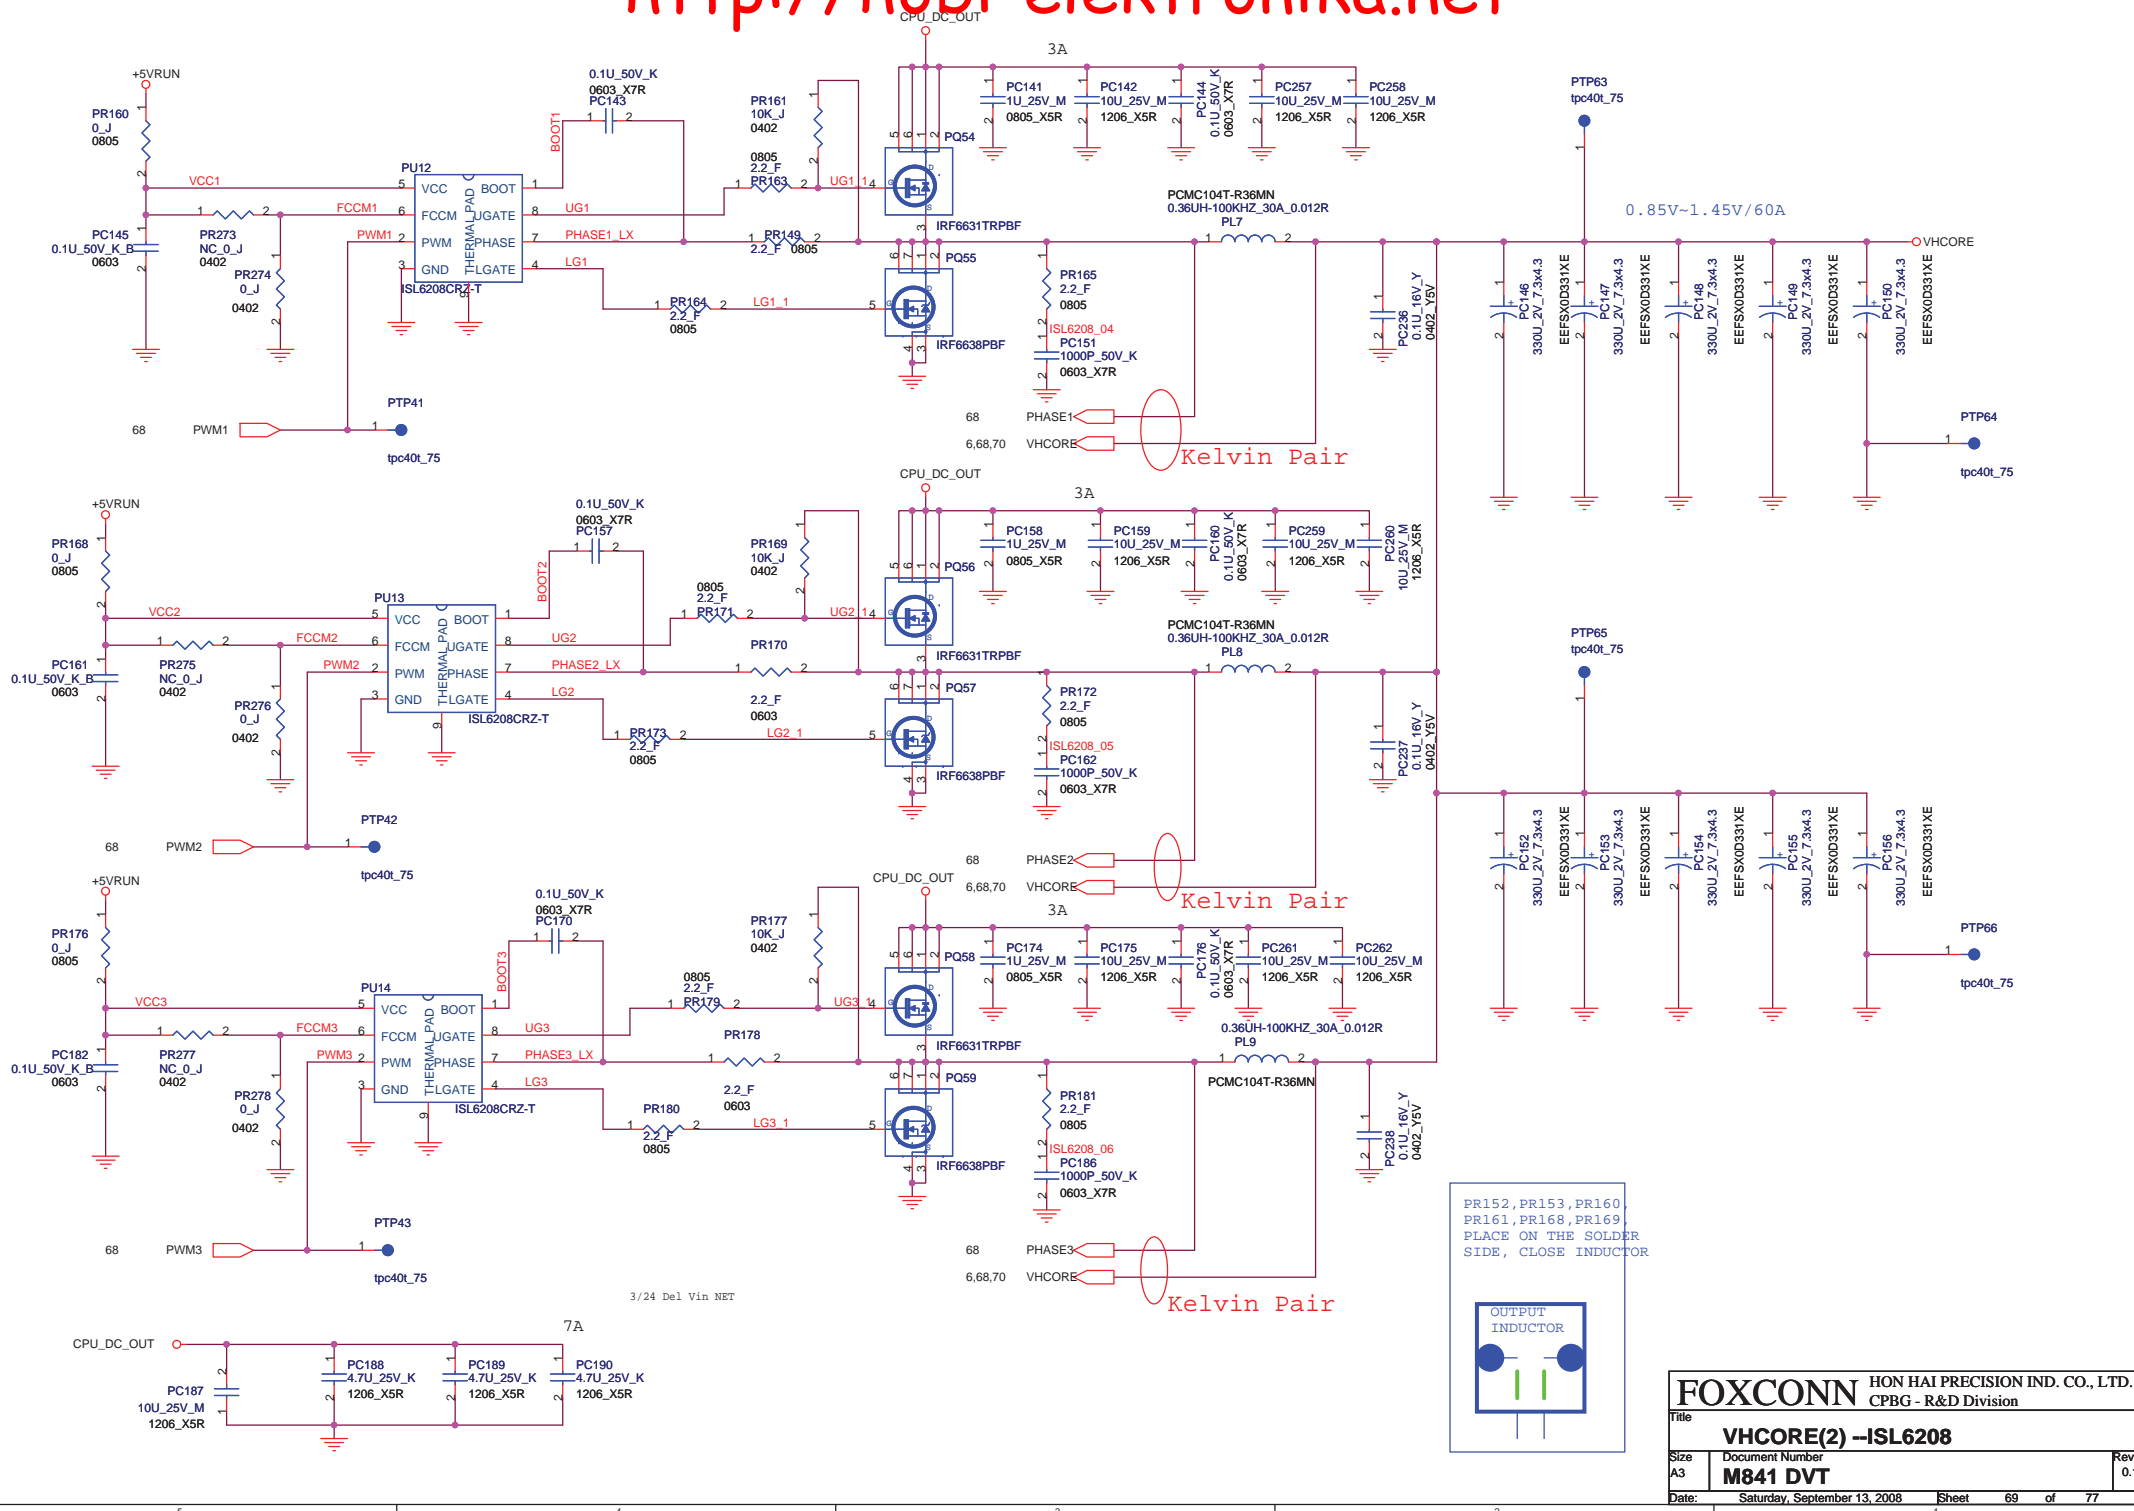 CPU_DC_OUT
3A
+5VRUN
PR160
0_J
0805
VCC1
FCCM1
PWM1
PC145
0.1U_50V_K_B
0603
PR273
NC_0_J
0402
PR274
0_J
0402
PU12
VCC
FCCM
PWM
GND
BOOT
UGATE
PHASE
LGATE
THERMAL_PAD
ISL6208CRZ-T
BOOT1
0.1U_50V_K
0603_X7R
PC143
UG1
PHASE1_LX
LG1
PR161
10K_J
0402
0805
2.2_F
PR163
PR149
2.2_F
0805
PR164
2.2_F
0805
UG1_1
LG1_1
PQ54
IRF6631TRPBF
PQ55
IRF6638PBF
PC141
1U_25V_M
0805_X5R
PC142
10U_25V_M
1206_X5R
PC144
0.1U_50V_K
0603_X7R
PC257
10U_25V_M
1206_X5R
PC258
10U_25V_M
1206_X5R
PTP63
tpc40t_75
PCMC104T-R36MN
0.36UH-100KHZ_30A_0.012R
PL7
0.85V~1.45V/60A
VHCORE
PR165
2.2_F
0805
ISL6208_04
PC151
1000P_50V_K
0603_X7R
PC236
0.1U_16V_Y
0402_Y5V
PC146
330U_2V_7.3x4.3
EEFSX0D331XE
PC147
330U_2V_7.3x4.3
EEFSX0D331XE
PC148
330U_2V_7.3x4.3
EEFSX0D331XE
PC149
330U_2V_7.3x4.3
EEFSX0D331XE
PC150
330U_2V_7.3x4.3
EEFSX0D331XE
PTP64
tpc40t_75
68 PWM1
PTP41
tpc40t_75
68 PHASE1
6,68,70 VHCORE
Kelvin Pair
CPU_DC_OUT
3A
+5VRUN
PR168
0_J
0805
VCC2
FCCM2
PWM2
PC161
0.1U_50V_K_B
0603
PR275
NC_0_J
0402
PR276
0_J
0402
PU13
VCC
FCCM
PWM
GND
BOOT
UGATE
PHASE
LGATE
THERMAL_PAD
ISL6208CRZ-T
BOOT2
0.1U_50V_K
0603_X7R
PC157
UG2
PHASE2_LX
LG2
PR169
10K_J
0402
0805
2.2_F
PR171
PR170
2.2_F
0603
PR173
2.2_F
0805
UG2_1
LG2_1
PQ56
IRF6631TRPBF
PQ57
IRF6638PBF
PC158
1U_25V_M
0805_X5R
PC159
10U_25V_M
1206_X5R
PC160
0.1U_50V_K
0603_X7R
PC259
10U_25V_M
1206_X5R
PC260
10U_25V_M
1206_X5R
PCMC104T-R36MN
0.36UH-100KHZ_30A_0.012R
PL8
PTP65
tpc40t_75
PR172
2.2_F
0805
ISL6208_05
PC162
1000P_50V_K
0603_X7R
PC237
0.1U_16V_Y
0402_Y5V
PC152
330U_2V_7.3x4.3
EEFSX0D331XE
PC153
330U_2V_7.3x4.3
EEFSX0D331XE
PC154
330U_2V_7.3x4.3
EEFSX0D331XE
PC155
330U_2V_7.3x4.3
EEFSX0D331XE
PC156
330U_2V_7.3x4.3
EEFSX0D331XE
PTP66
tpc40t_75
68 PWM2
PTP42
tpc40t_75
68 PHASE2
6,68,70 VHCORE
Kelvin Pair
CPU_DC_OUT
3A
+5VRUN
PR176
0_J
0805
VCC3
FCCM3
PWM3
PC182
0.1U_50V_K_B
0603
PR277
NC_0_J
0402
PR278
0_J
0402
PU14
VCC
FCCM
PWM
GND
BOOT
UGATE
PHASE
LGATE
THERMAL_PAD
ISL6208CRZ-T
BOOT3
0.1U_50V_K
0603_X7R
PC170
UG3
PHASE3_LX
LG3
PR177
10K_J
0402
0805
2.2_F
PR179
PR178
2.2_F
0603
PR180
2.2_F
0805
UG3_1
LG3_1
PQ58
IRF6631TRPBF
PQ59
IRF6638PBF
PC174
1U_25V_M
0805_X5R
PC175
10U_25V_M
1206_X5R
PC176
0.1U_50V_K
0603_X7R
PC261
10U_25V_M
1206_X5R
PC262
10U_25V_M
1206_X5R
0.36UH-100KHZ_30A_0.012R
PL9
PCMC104T-R36MN
PR181
2.2_F
0805
ISL6208_06
PC186
1000P_50V_K
0603_X7R
PC238
0.1U_16V_Y
0402_Y5V
68 PWM3
PTP43
tpc40t_75
68 PHASE3
6,68,70 VHCORE
Kelvin Pair
3/24 Del Vin NET
7A
CPU_DC_OUT
PC187
10U_25V_M
1206_X5R
PC188
4.7U_25V_K
1206_X5R
PC189
4.7U_25V_K
1206_X5R
PC190
4.7U_25V_K
1206_X5R
PR152,PR153,PR160,
PR161,PR168,PR169,
PLACE ON THE SOLDER
SIDE, CLOSE INDUCTOR
OUTPUT
INDUCTOR
FOXCONN
HON HAI PRECISION IND. CO., LTD.
CPBG - R&D Division
Title
VHCORE(2) --ISL6208
Size
A3
Document Number
M841 DVT
Rev
Date: Saturday, September 13, 2008 Sheet 69 of 77